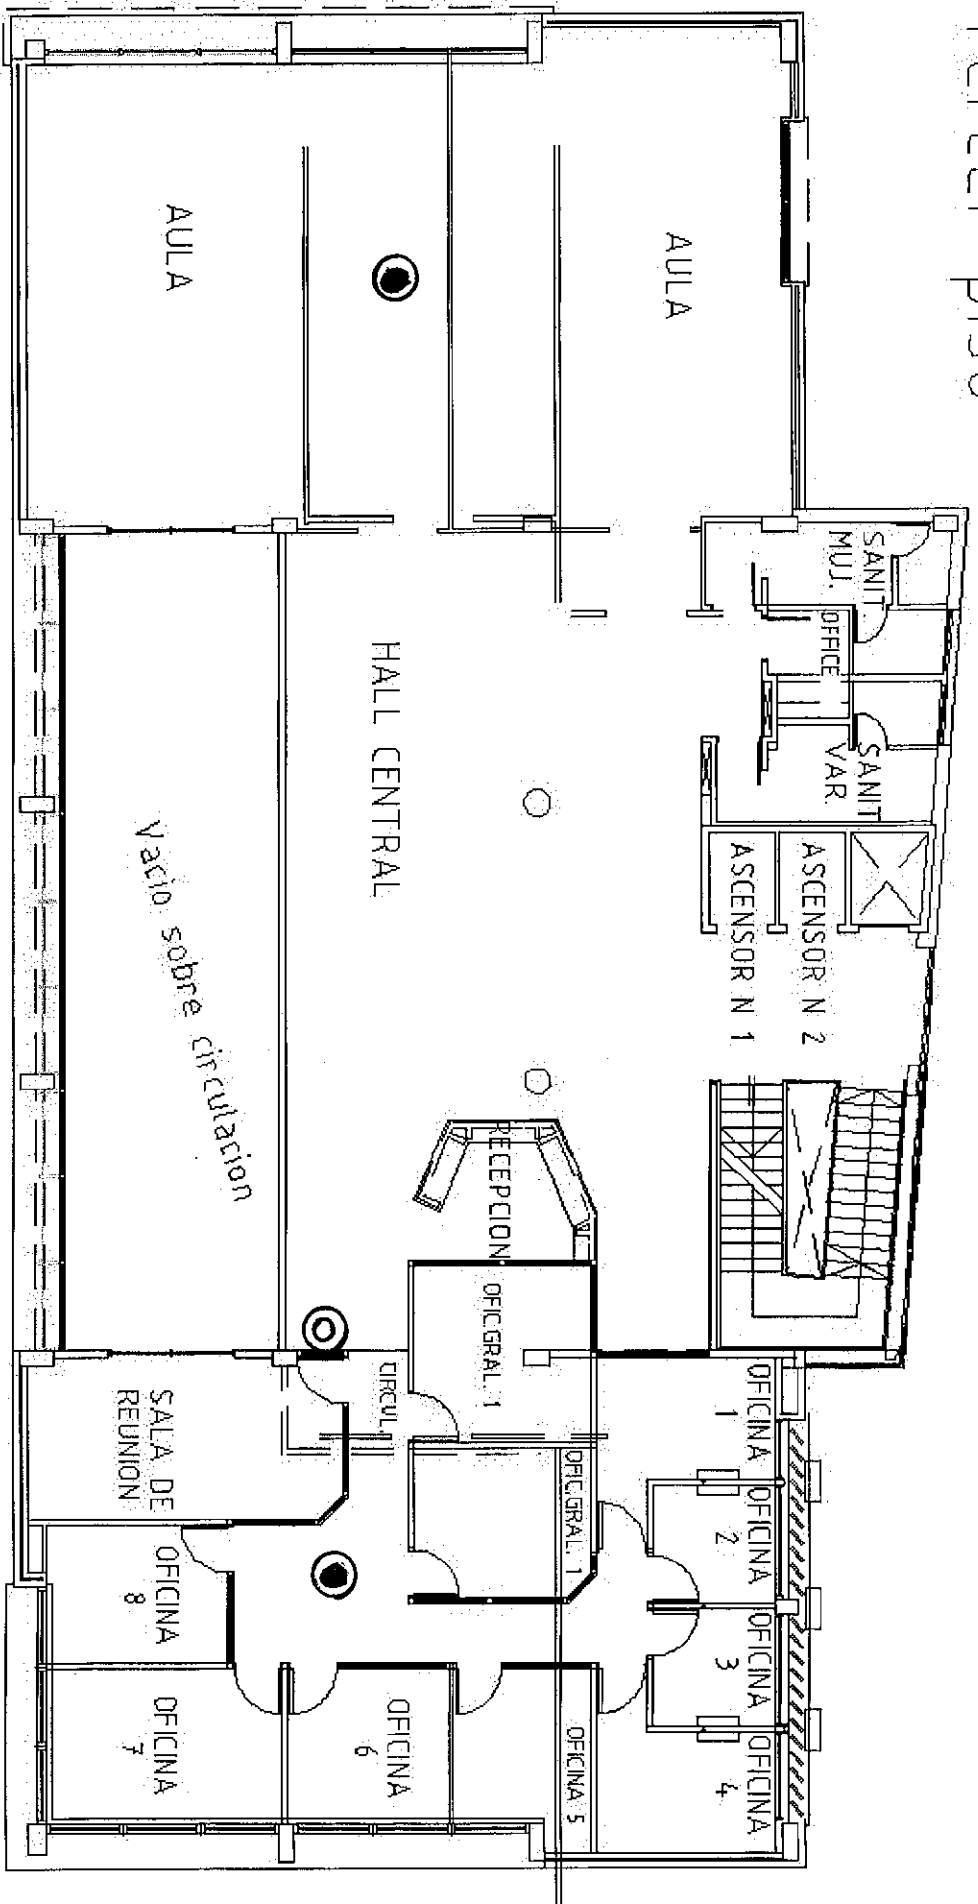 AULA
AULA
SANIT.
MUJ.
OFFICE
SANIT
VAR.
HALL CENTRAL
ASCENSOR N 2
ASCENSOR N 1
Vacio sobre circulacion
RECEPCION
OFIC.GRAL. 1
CIRCUL.
SALA DE
REUNION
OFIC.GRAL. 1
OFICINA
1
OFICINA
2
OFICINA
3
OFICINA
4
OFICINA 5
OFICINA
6
OFICINA
7
OFICINA
8